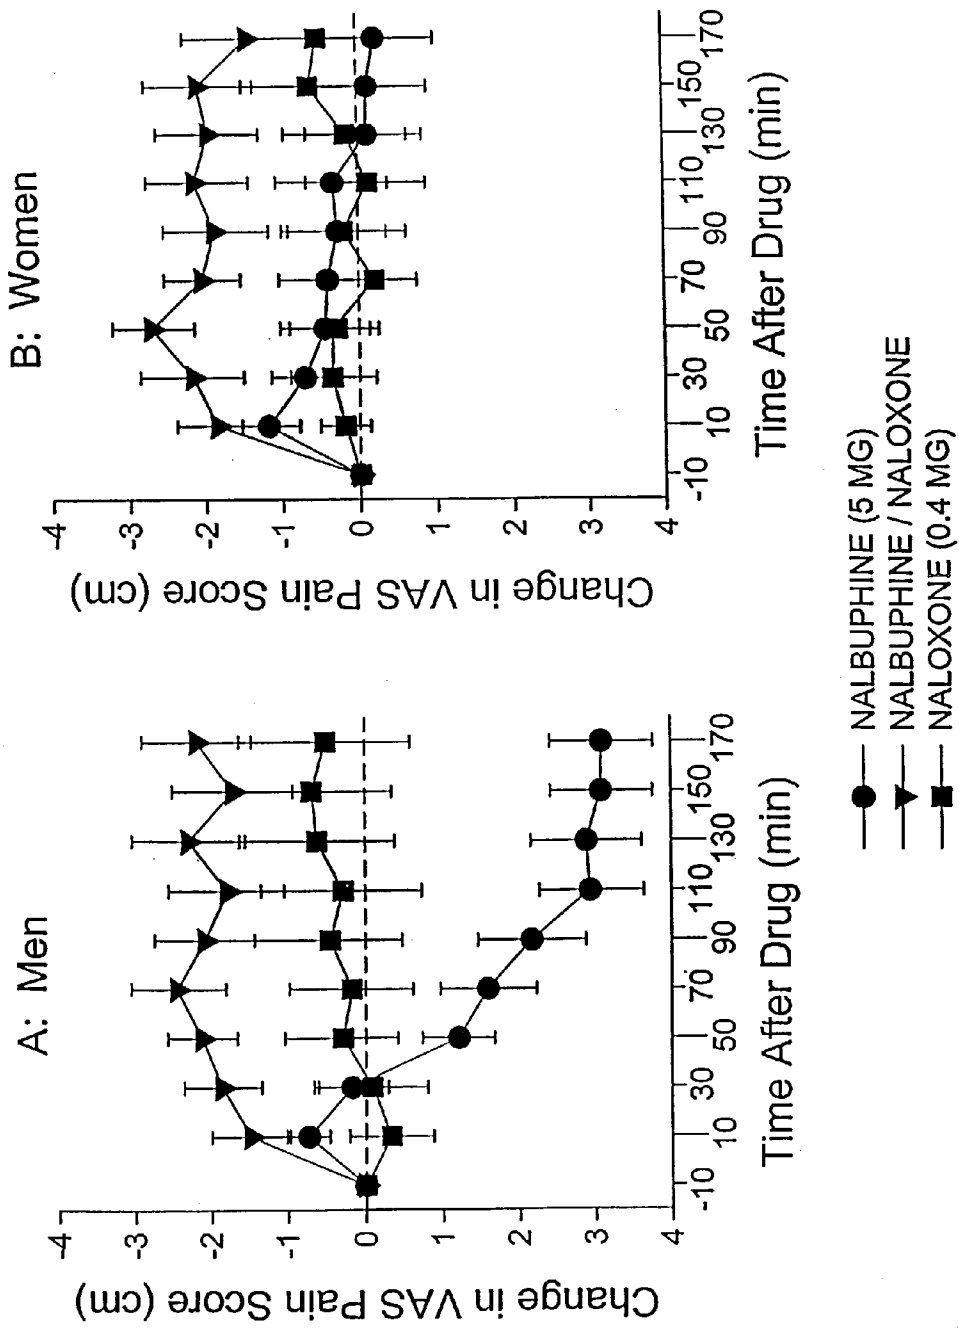 A: Men
Change in VAS Pain Score (cm)
-4
-3
-2
-1
0
1
2
3
4
-10 10 30 50 70 90 110 130 150 170
Time After Drug (min)
B: Women
Change in VAS Pain Score (cm)
-4
-3
-2
-1
0
1
2
3
4
-10 10 30 50 70 90 110 130 150 170
Time After Drug (min)
NALBUPHINE (5 MG)
NALBUPHINE / NALOXONE
NALOXONE (0.4 MG)